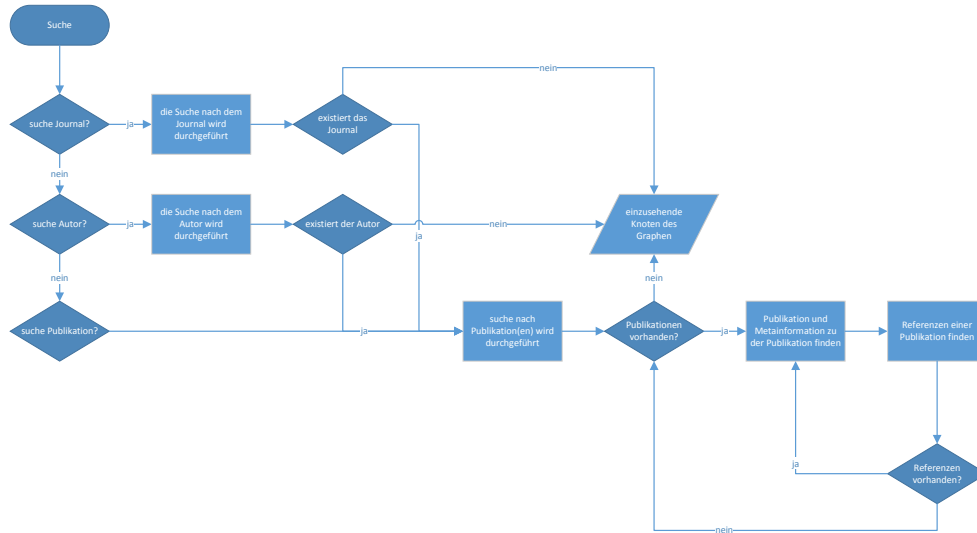 Suche
nein
suche Journal?
ja
die Suche nach dem
Journal wird
durchgeführt
existiert das
Journal
nein
suche Autor?
ja
die Suche nach dem
Autor wird
durchgeführt
existiert der Autor
nein
einzusehende
Knoten des
Graphen
ja
nein
nein
suche Publikation?
ja
suche nach
Publikation(en) wird
durchgeführt
Publikationen
vorhanden?
ja
Publikation und
Metainformation zu
der Publikation finden
Referenzen einer
Publikation finden
ja
Referenzen
vorhanden?
nein